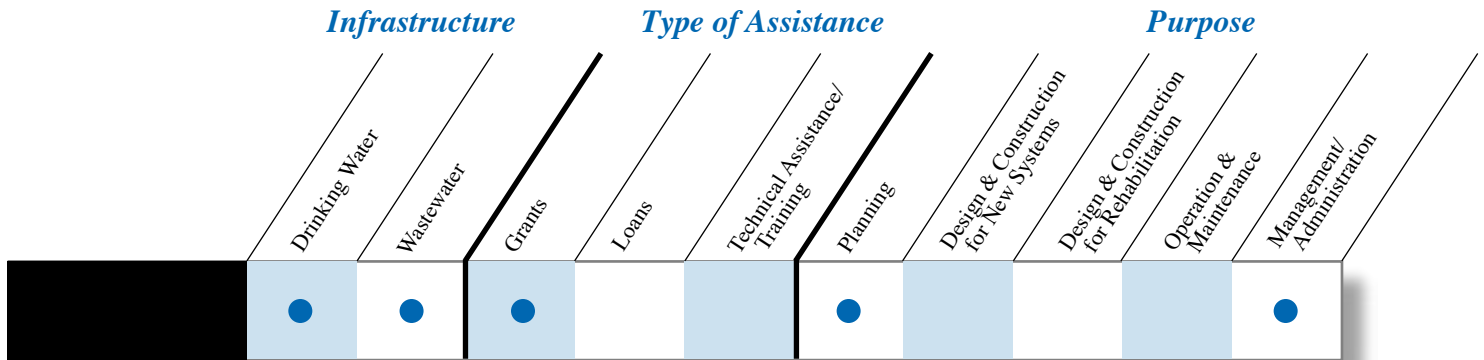 Infrastructure
Type of Assistance
Purpose
Drinking Water
Wastewater
Grants
Loans
Technical Assistance/
Training
Planning
Design & Construction
for New Systems
Design & Construction
for Rehabilitation
Operation &
Maintenance
Management/
Administration